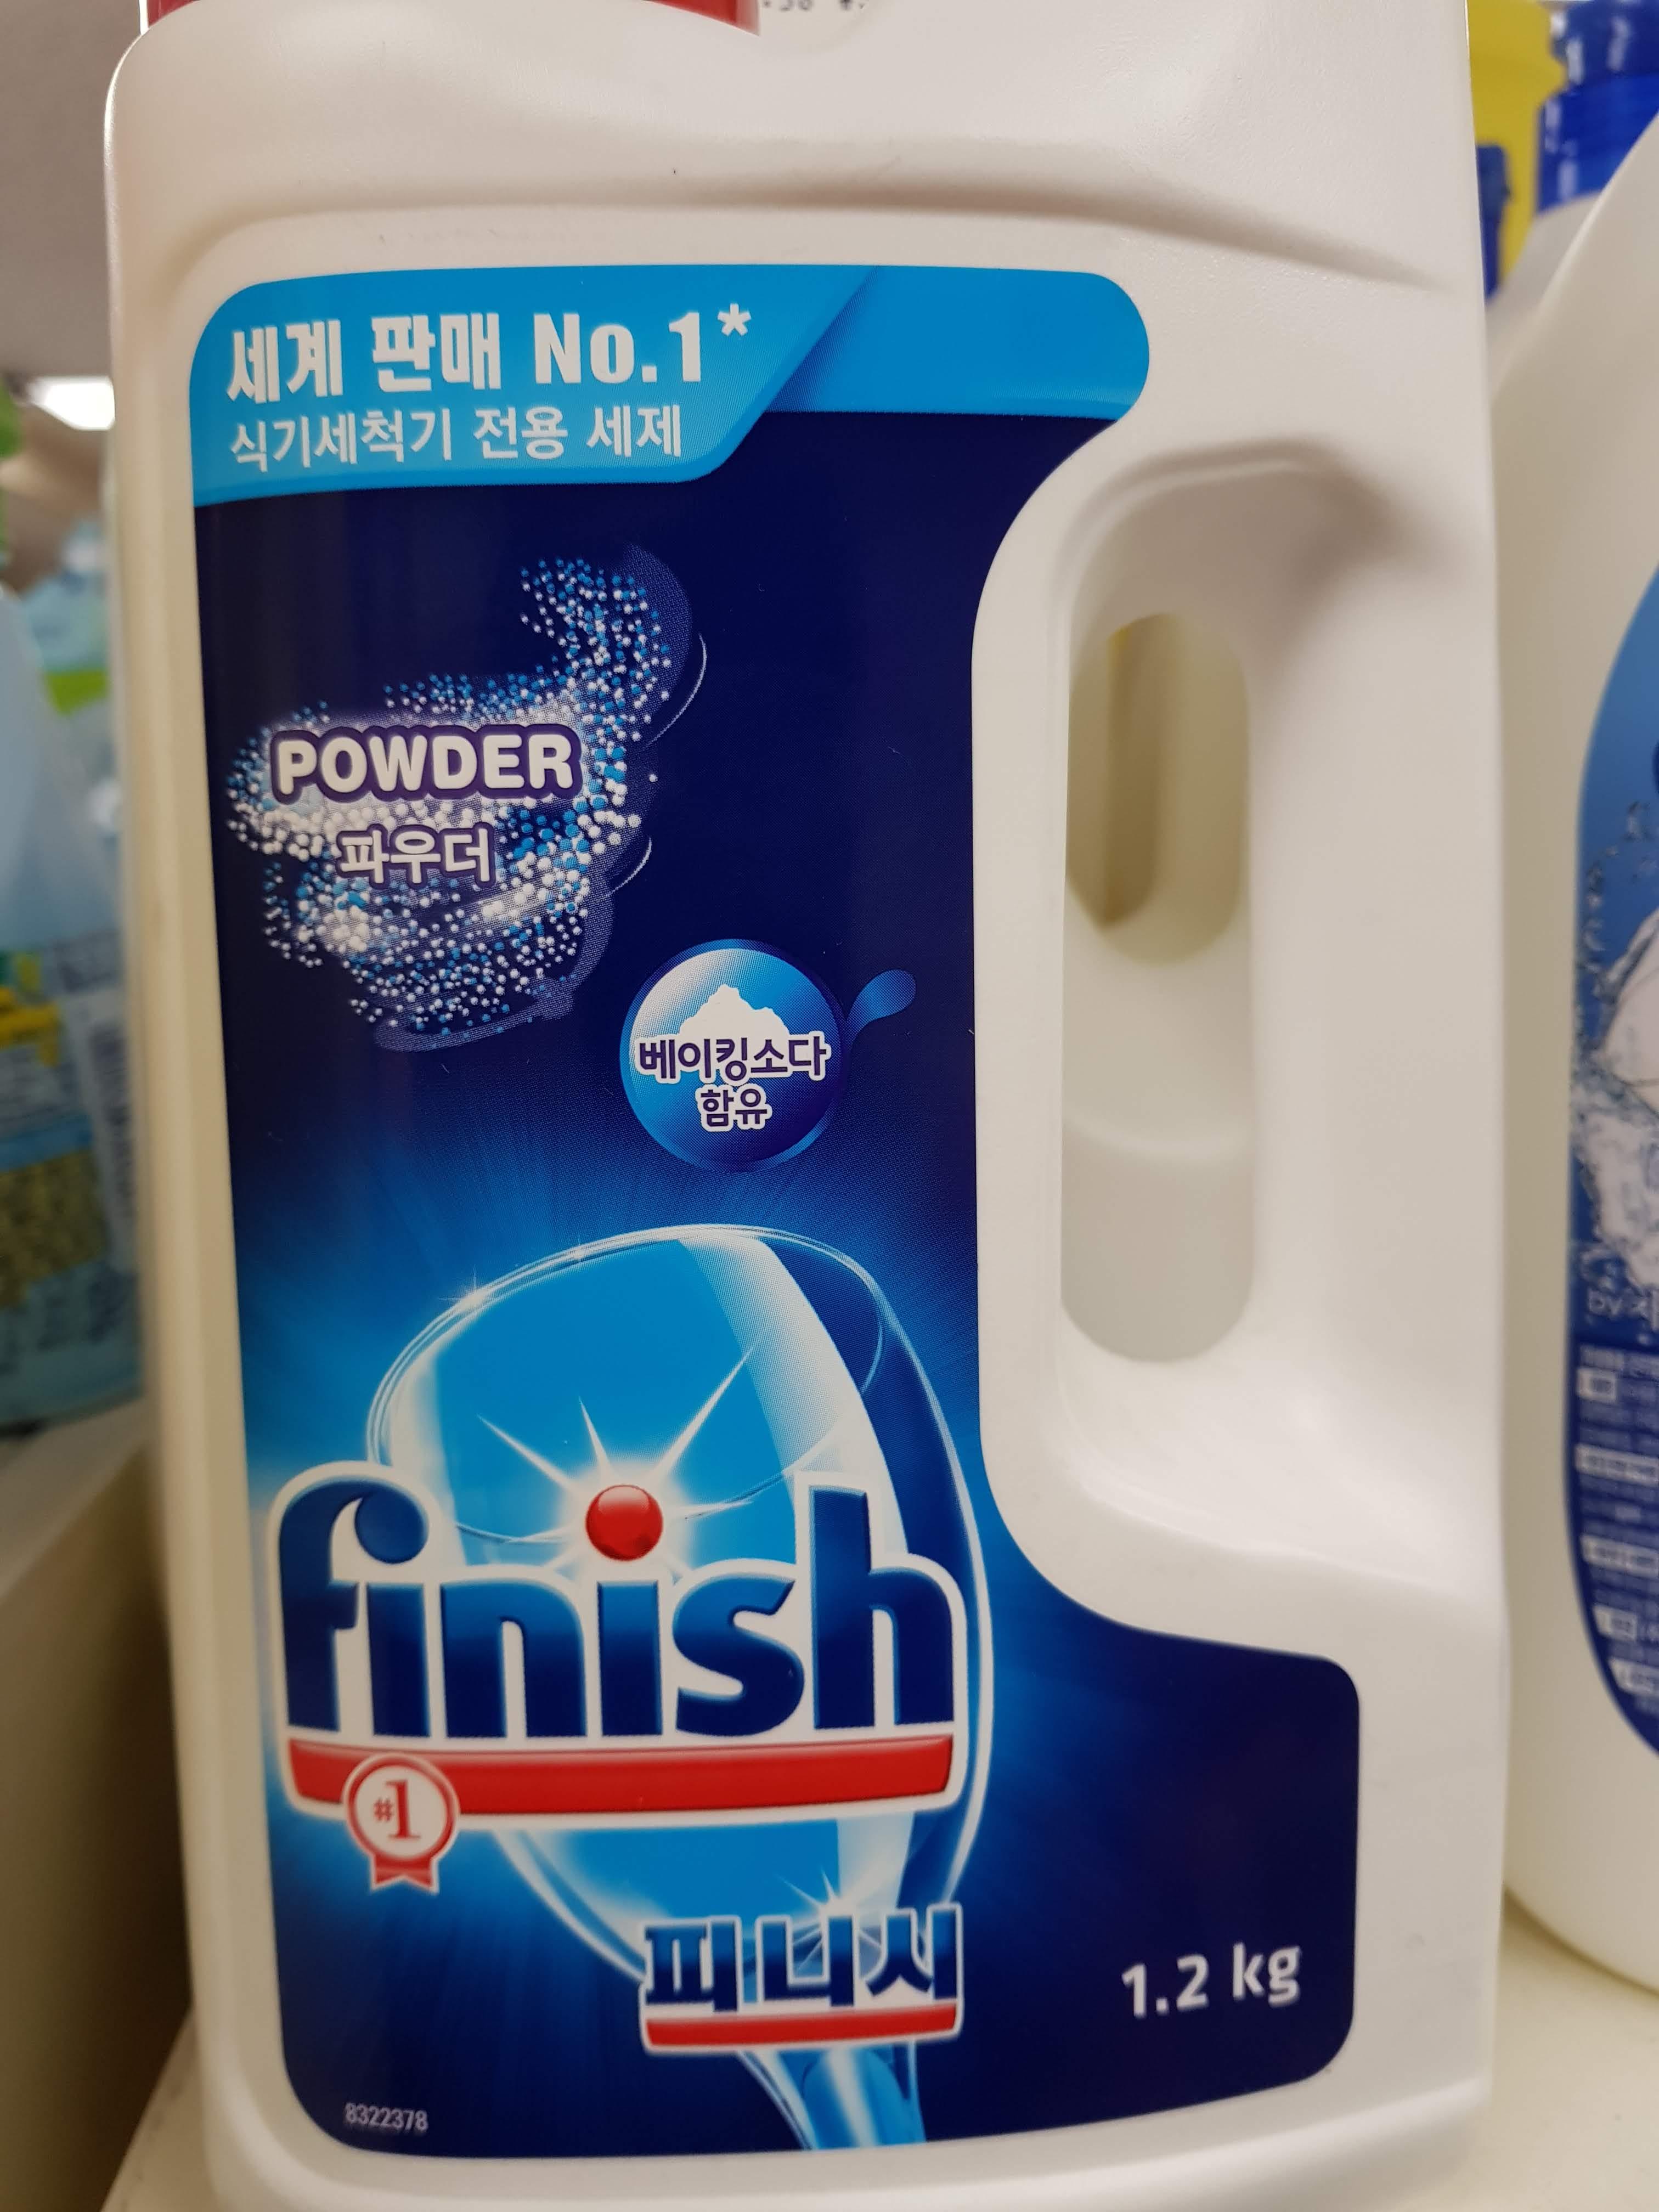 세계 판매 No.1*
식기세척기 전용 세제
POWDER
파우더
베이킹소다
함유
finish
#1
피니시
1.2 kg
8322378